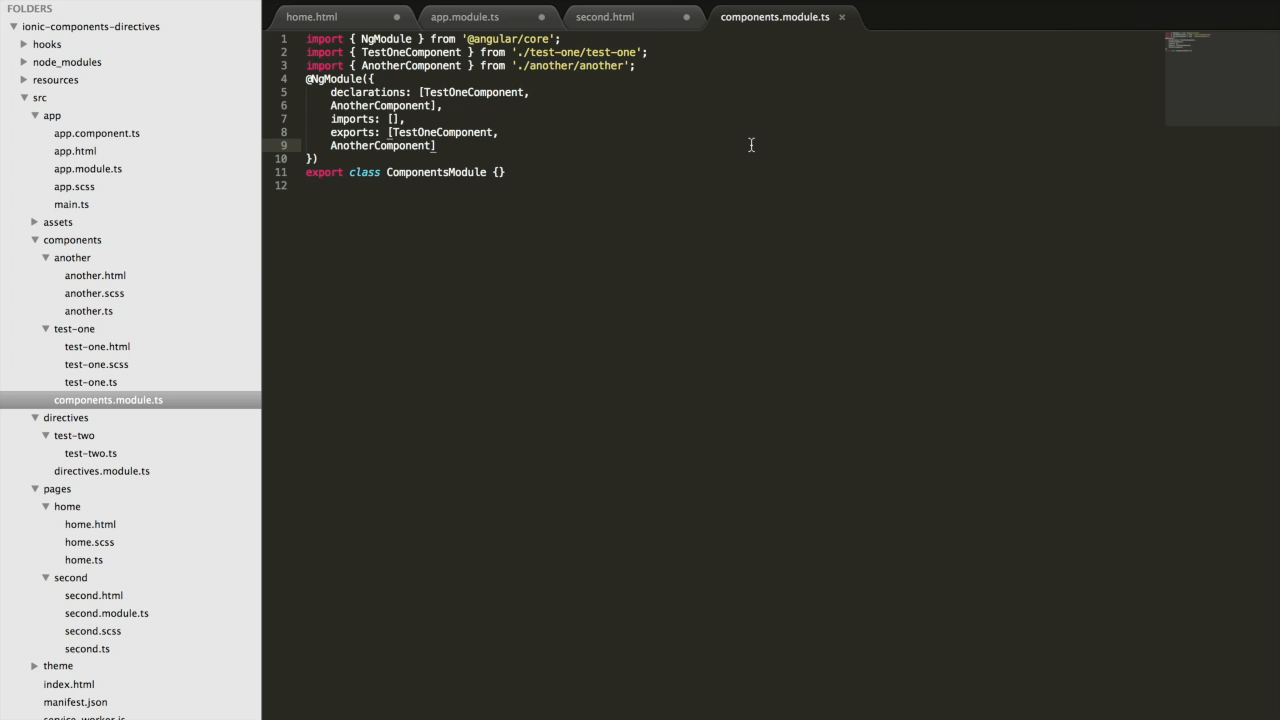 FOLDERS
ionic-components-directives
hooks
node_modules
resources
src
app
app.component.ts
app.html
app.module.ts
app.scss
main.ts
assets
components
another
another.html
another.scss
another.ts
test-one
test-one.html
test-one.scss
test-one.ts
components.module.ts
directives
test-two
test-two.ts
directives.module.ts
pages
home
home.html
home.scss
home.ts
second
second.html
second.module.ts
second.scss
second.ts
theme
index.html
manifest.json
service-worker.js
home.html app.module.ts second.html components.module.ts ×
1 import { NgModule } from '@angular/core';
2 import { TestOneComponent } from './test-one/test-one';
3 import { AnotherComponent } from './another/another';
4 @NgModule({
5 declarations: [TestOneComponent,
6 AnotherComponent],
7 imports: [],
8 exports: [TestOneComponent,
9 AnotherComponent]
10 })
11 export class ComponentsModule {}
12